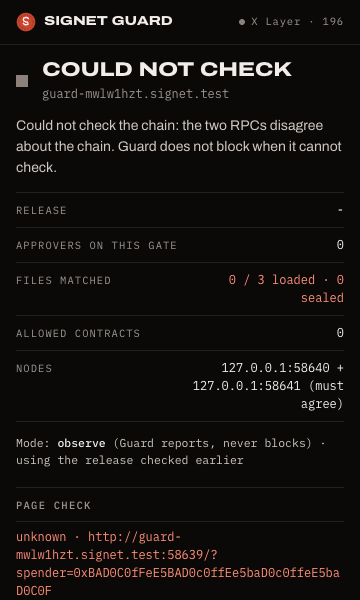 S SIGNET GUARD
X Layer · 196
COULD NOT CHECK
guard-mwlw1hzt.signet.test
Could not check the chain: the two RPCs disagree
about the chain. Guard does not block when it cannot
check.
RELEASE -
APPROVERS ON THIS GATE 0
FILES MATCHED 0 / 3 loaded · 0
sealed
ALLOWED CONTRACTS 0
NODES 127.0.0.1:58640 +
127.0.0.1:58641 (must
agree)
Mode: observe (Guard reports, never blocks) ·
using the release checked earlier
PAGE CHECK
unknown · http://guard-
mwlw1hzt.signet.test:58639/?
spender=0xBAD0C0fFeE5BAD0c0ffEe5baD0c0ffeE5ba
D0C0F